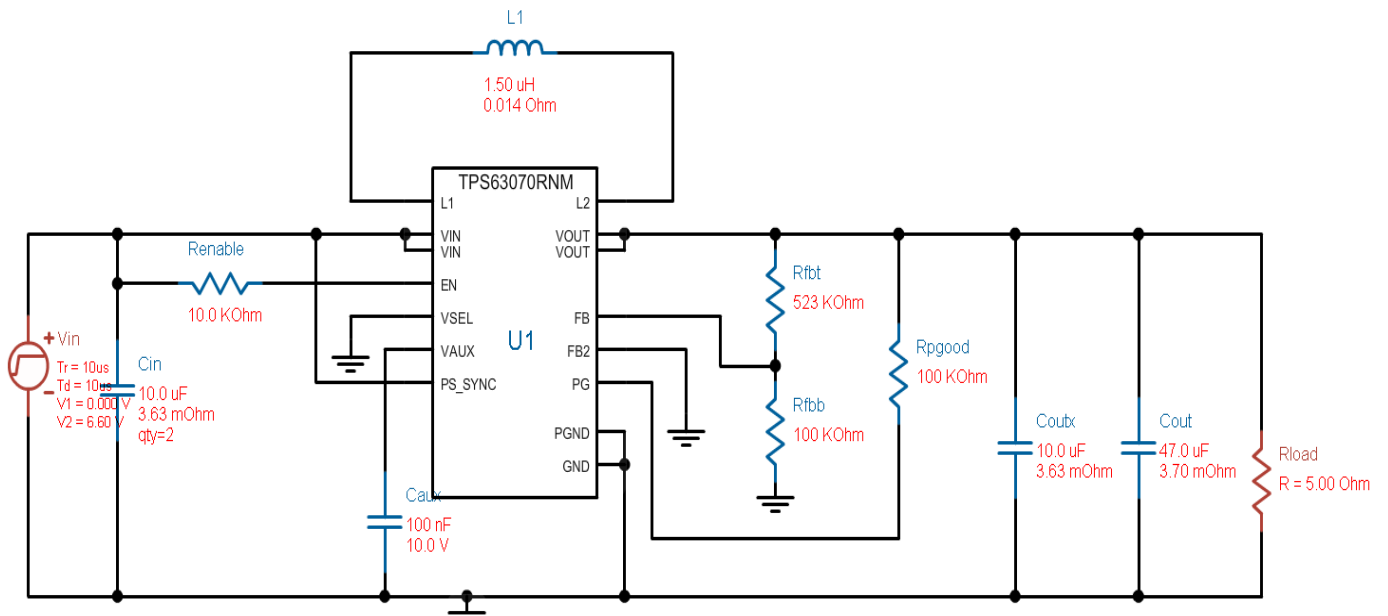 L1
1.50 uH
0.014 Ohm
TPS63070RNM
L1
L2
VIN
VOUT
VIN
VOUT
EN
VSEL
FB
VAUX
FB2
PS_SYNC
PG
PGND
GND
U1
Renable
10.0 KOhm
Vin
+
-
Tr = 10us
Td = 10us
V1 = 0.000 V
V2 = 6.60 V
Cin
10.0 uF
3.63 mOhm
qty=2
Caux
100 nF
10.0 V
Rfbt
523 KOhm
Rfbb
100 KOhm
Rpgood
100 KOhm
Coutx
10.0 uF
3.63 mOhm
Cout
47.0 uF
3.70 mOhm
Rload
R = 5.00 Ohm